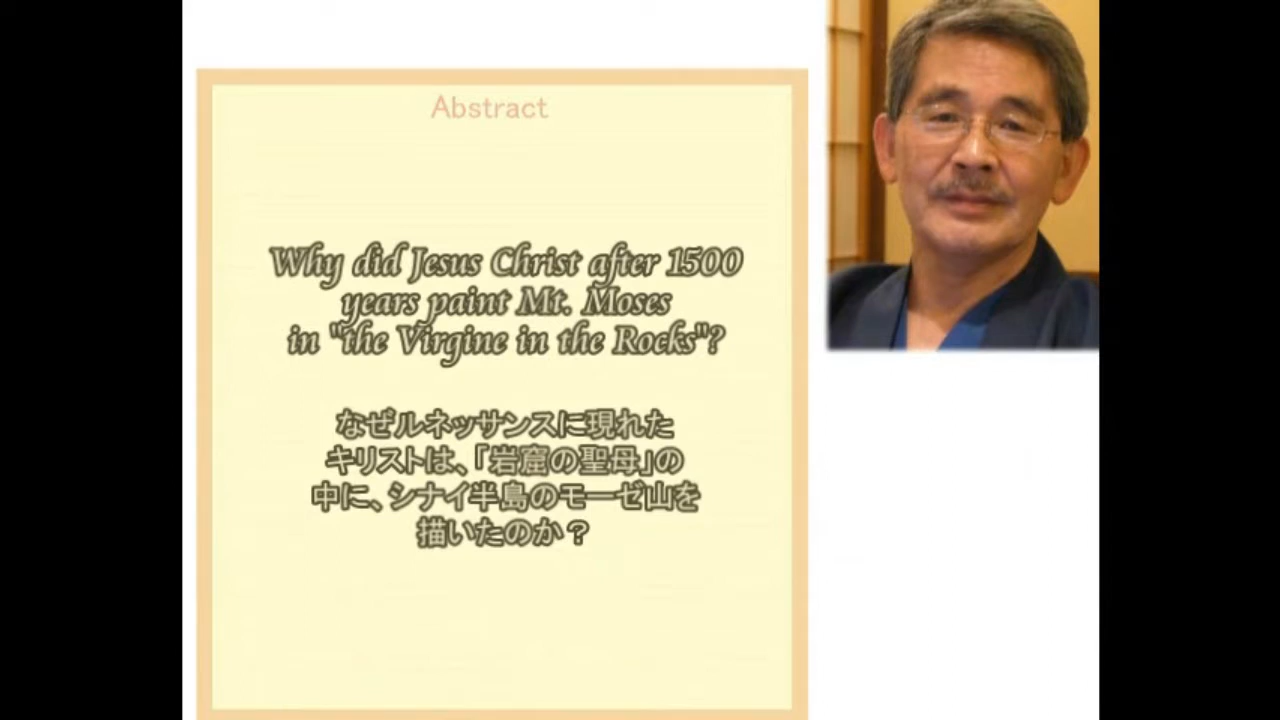 Abstract
Why did Jesus Christ after 1500
years paint Mt. Moses
in "the Virgine in the Rocks"?
なぜルネッサンスに現れた
キリストは、「岩窟の聖母」の
中に、シナイ半島のモーゼ山を
描いたのか？